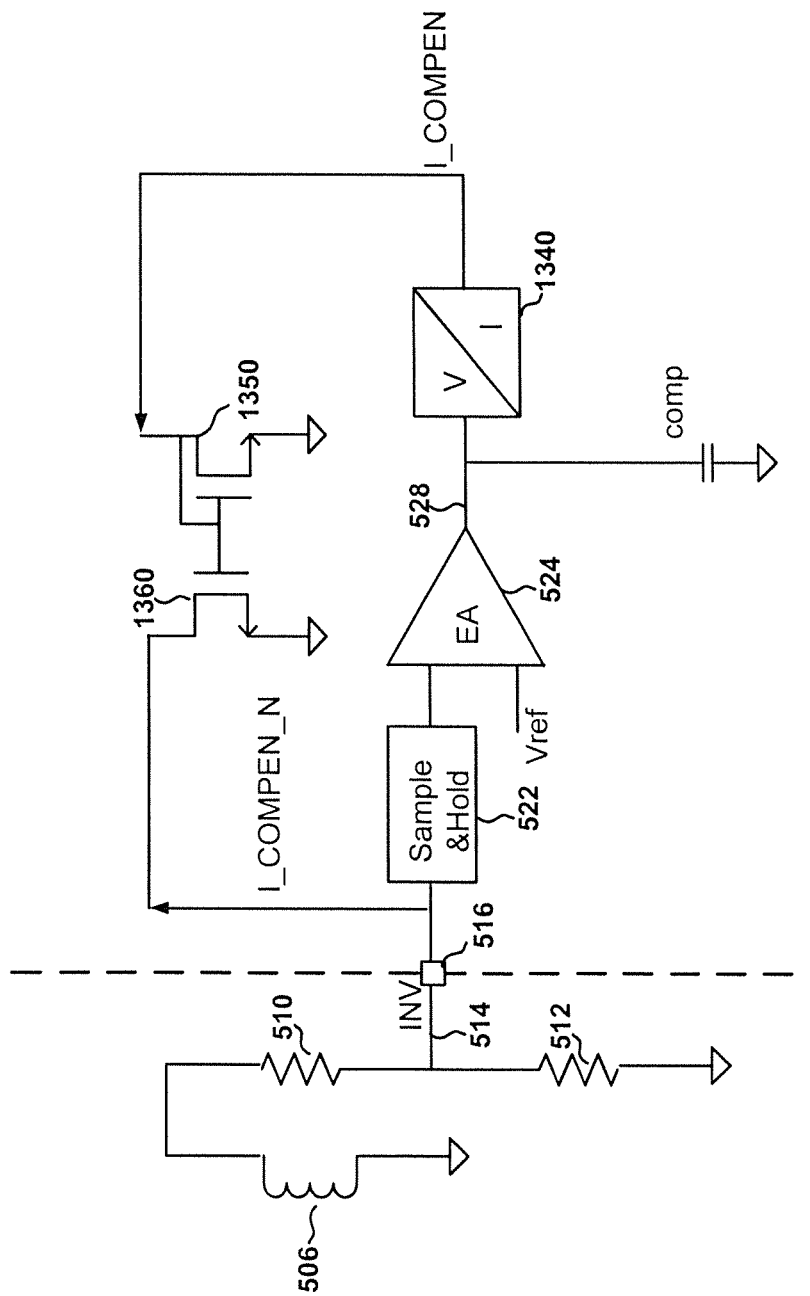 I_COMPEN
1350
1360
I_COMPEN_N
V
I
1340
528
EA
524
comp
Vref
Sample
&Hold
522
516
INV
514
510
512
506